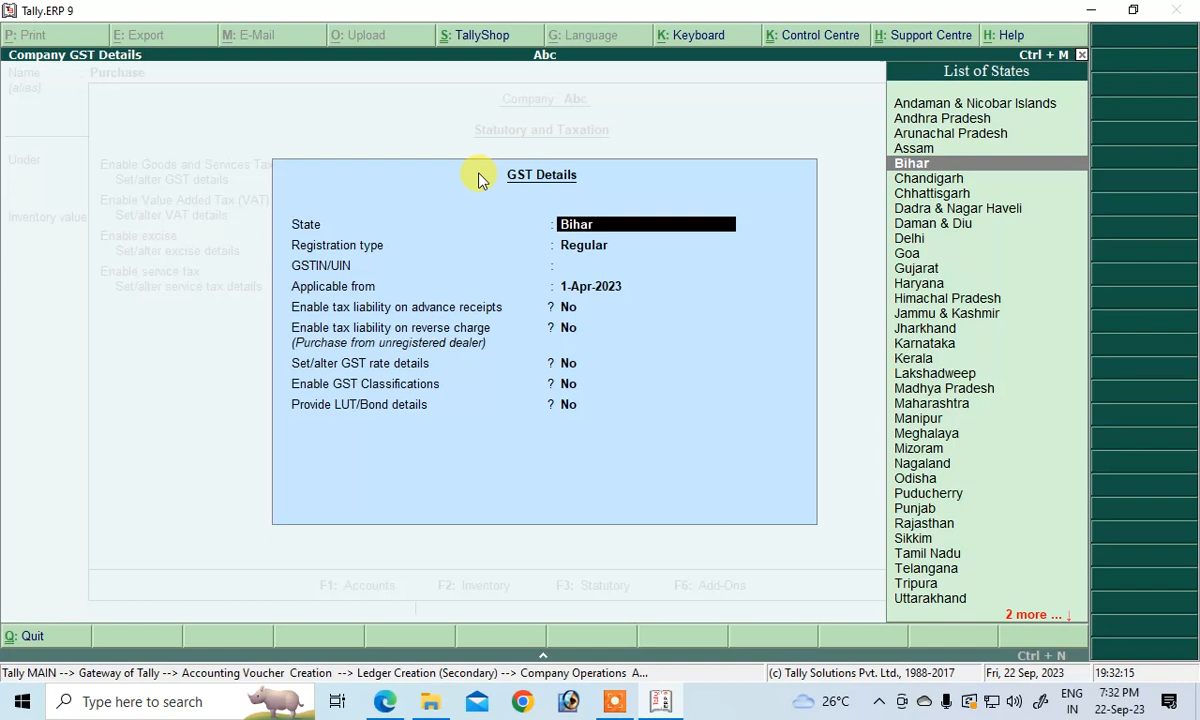 Tally.ERP 9
P: Print
E: Export
M: E-Mail
O: Upload
S: TallyShop
G: Language
K: Keyboard
K: Control Centre
H: Support Centre
H: Help
Company GST Details
Abc
Ctrl + M
Name : Purchase
(alias)
Company: Abc
Statutory and Taxation
Under
Enable Goods and Services Tax
Set/alter GST details
Enable Value Added Tax (VAT)
Set/alter VAT details
Inventory value
Enable excise
Set/alter excise details
Enable service tax
Set/alter service tax details
GST Details
State : Bihar
Registration type : Regular
GSTIN/UIN :
Applicable from : 1-Apr-2023
Enable tax liability on advance receipts ? No
Enable tax liability on reverse charge ? No
(Purchase from unregistered dealer)
Set/alter GST rate details ? No
Enable GST Classifications ? No
Provide LUT/Bond details ? No
F1: Accounts
F2: Inventory
F3: Statutory
F6: Add-Ons
List of States
Andaman & Nicobar Islands
Andhra Pradesh
Arunachal Pradesh
Assam
Bihar
Chandigarh
Chhattisgarh
Dadra & Nagar Haveli
Daman & Diu
Delhi
Goa
Gujarat
Haryana
Himachal Pradesh
Jammu & Kashmir
Jharkhand
Karnataka
Kerala
Lakshadweep
Madhya Pradesh
Maharashtra
Manipur
Meghalaya
Mizoram
Nagaland
Odisha
Puducherry
Punjab
Rajasthan
Sikkim
Tamil Nadu
Telangana
Tripura
Uttarakhand
2 more ... ↓
Q: Quit
Ctrl + N
Tally MAIN --> Gateway of Tally --> Accounting Voucher Creation --> Ledger Creation (Secondary) --> Company Operations A...
(c) Tally Solutions Pvt. Ltd., 1988-2017
Fri, 22 Sep, 2023
19:32:15
Type here to search
26°C
ENG
IN
7:32 PM
22-Sep-23